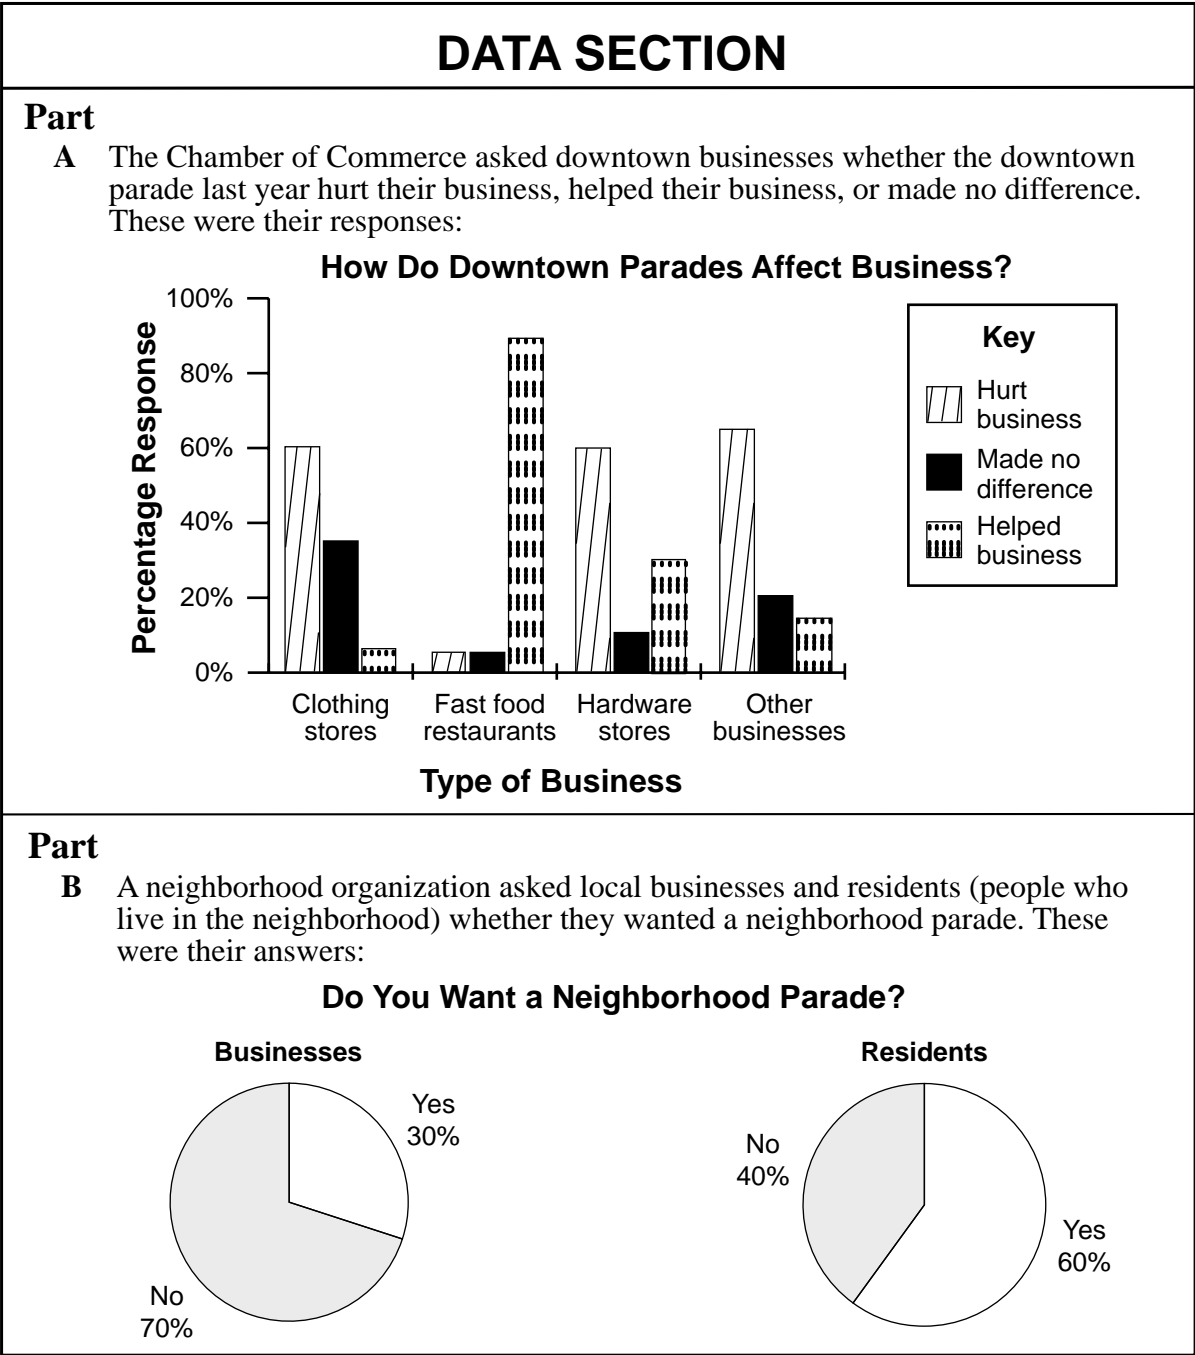 DATA SECTION
Part
A The Chamber of Commerce asked downtown businesses whether the downtown
parade last year hurt their business, helped their business, or made no difference.
These were their responses:
How Do Downtown Parades Affect Business?
Percentage Response
100%
80%
60%
40%
20%
0%
Clothing
stores
Fast food
restaurants
Hardware
stores
Other
businesses
Type of Business
Key
Hurt
business
Made no
difference
Helped
business
Part
B A neighborhood organization asked local businesses and residents (people who
live in the neighborhood) whether they wanted a neighborhood parade. These
were their answers:
Do You Want a Neighborhood Parade?
Businesses
Yes
30%
No
70%
Residents
No
40%
Yes
60%